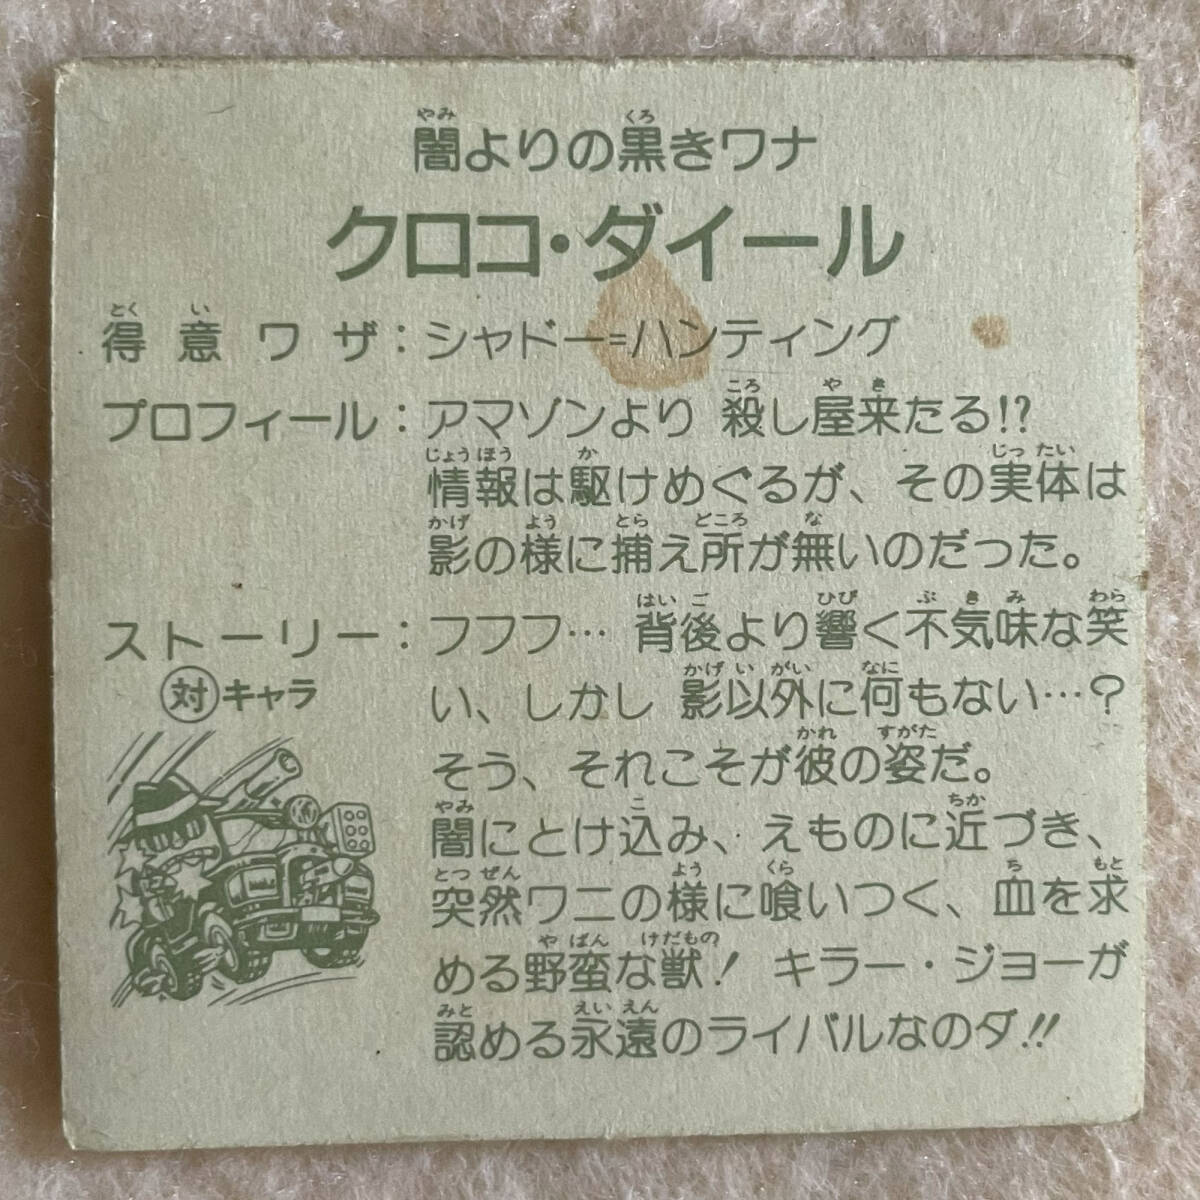 闇よりの黒きワナ
クロコ・ダイール
得意ワザ：シャドー＝ハンティング
プロフィール：アマゾンより 殺し屋来たる!?
情報は駆けめぐるが、その実体は
影の様に捕え所が無いのだった。
ストーリー：フフフ… 背後より響く不気味な笑
い、しかし 影以外に何もない…？
そう、それこそが彼の姿だ。
闇にとけ込み、えものに近づき、
突然ワニの様に喰いつく、血を求
める野蛮な獣！ キラー・ジョーが
認める永遠のライバルなのダ!!
対キャラ